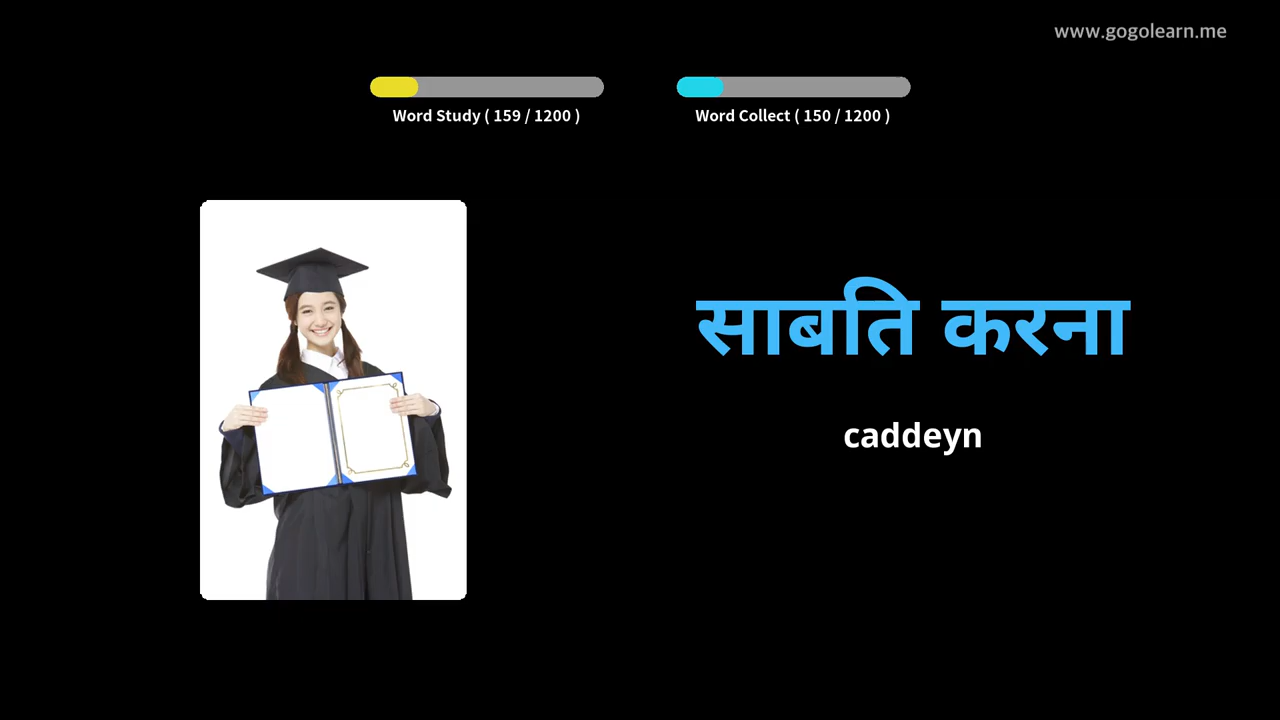 www.gogolearn.me
Word Study ( 159 / 1200 )
Word Collect ( 150 / 1200 )
साबति करना
caddeyn